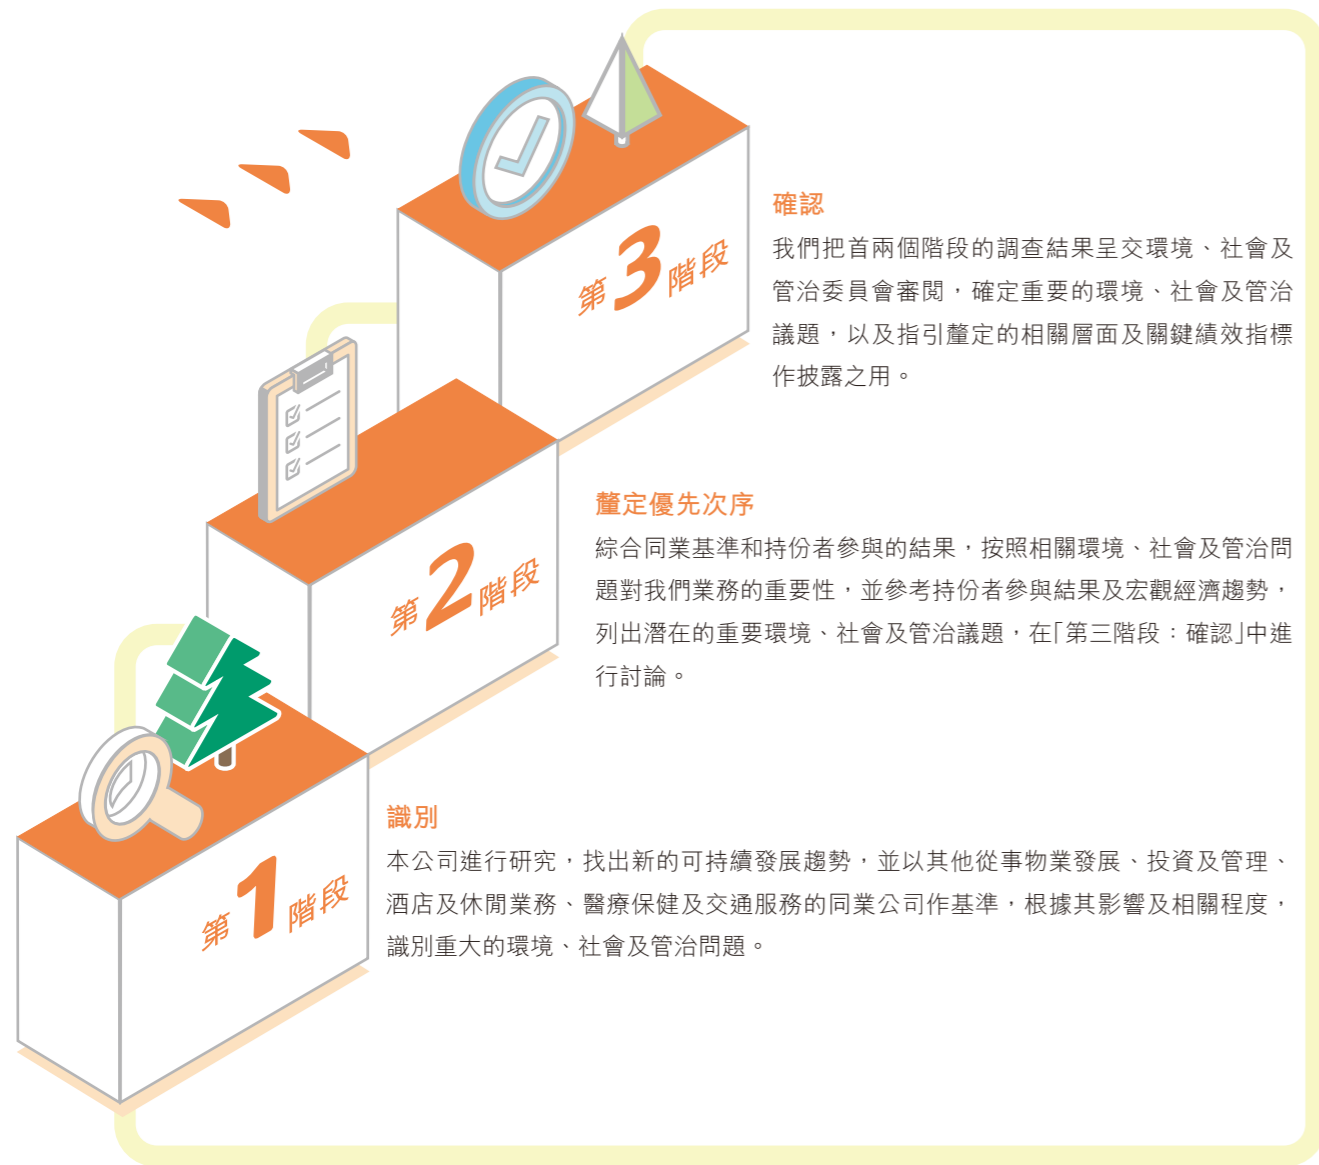 第3階段
確認
我們把首兩個階段的調查結果呈交環境、社會及
管治委員會審閱，確定重要的環境、社會及管治
議題，以及指引釐定的相關層面及關鍵績效指標
作披露之用。
第2階段
釐定優先次序
綜合同業基準和持份者參與的結果，按照相關環境、社會及管治問
題對我們業務的重要性，並參考持份者參與結果及宏觀經濟趨勢，
列出潛在的重要環境、社會及管治議題，在「第三階段：確認」中進
行討論。
第1階段
識別
本公司進行研究，找出新的可持續發展趨勢，並以其他從事物業發展、投資及管理、
酒店及休閒業務、醫療保健及交通服務的同業公司作基準，根據其影響及相關程度，
識別重大的環境、社會及管治問題。